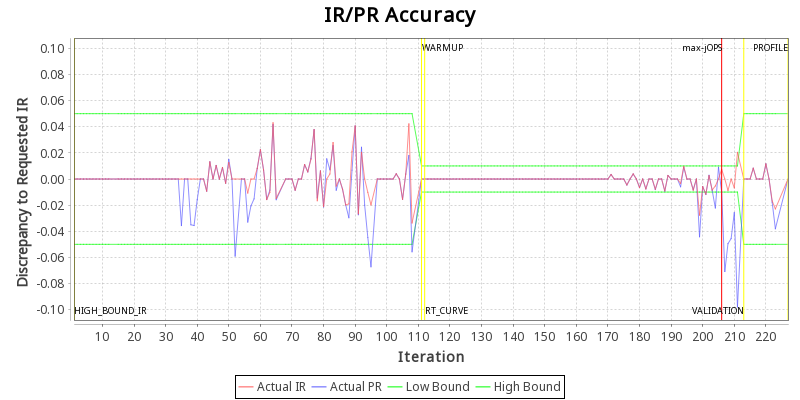 IR/PR Accuracy
Discrepancy to Requested IR
0.10
0.08
0.06
0.04
0.02
0.00
-0.02
-0.04
-0.06
-0.08
-0.10
WARMUP
max-jOPS
PROFILE
HIGH_BOUND_IR
RT_CURVE
VALIDATION
10 20 30 40 50 60 70 80 90 100 110 120 130 140 150 160 170 180 190 200 210 220
Iteration
Actual IR Actual PR Low Bound High Bound